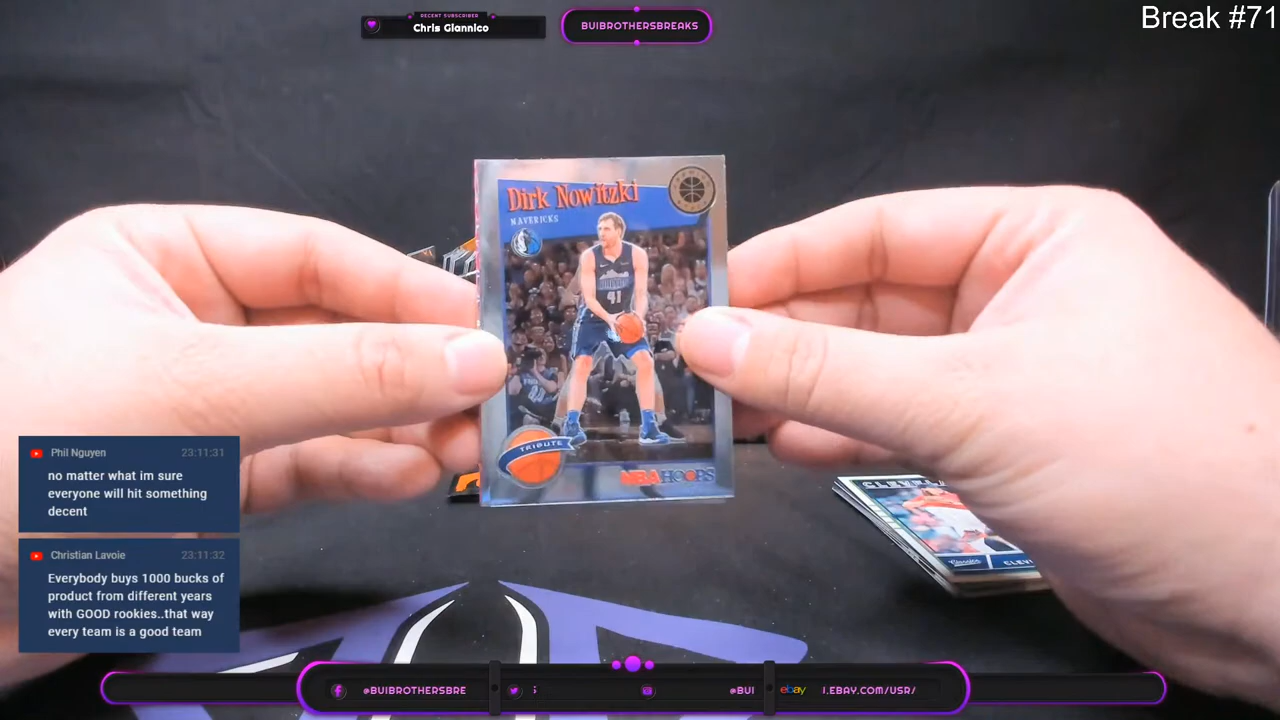 RECENT SUBSCRIBER
Chris Giannico
BUIBROTHERSBREAKS
Break #71
Dirk Nowitzki
MAVERICKS
41
TRIBUTE
NBA HOOPS
Phil Nguyen 23:11:31
no matter what im sure
everyone will hit something
decent
Christian Lavoie 23:11:32
Everybody buys 1000 bucks of
product from different years
with GOOD rookies..that way
every team is a good team
Classics
@BUIBROTHERSBRE
@BUI
ebay I.EBAY.COM/USR/